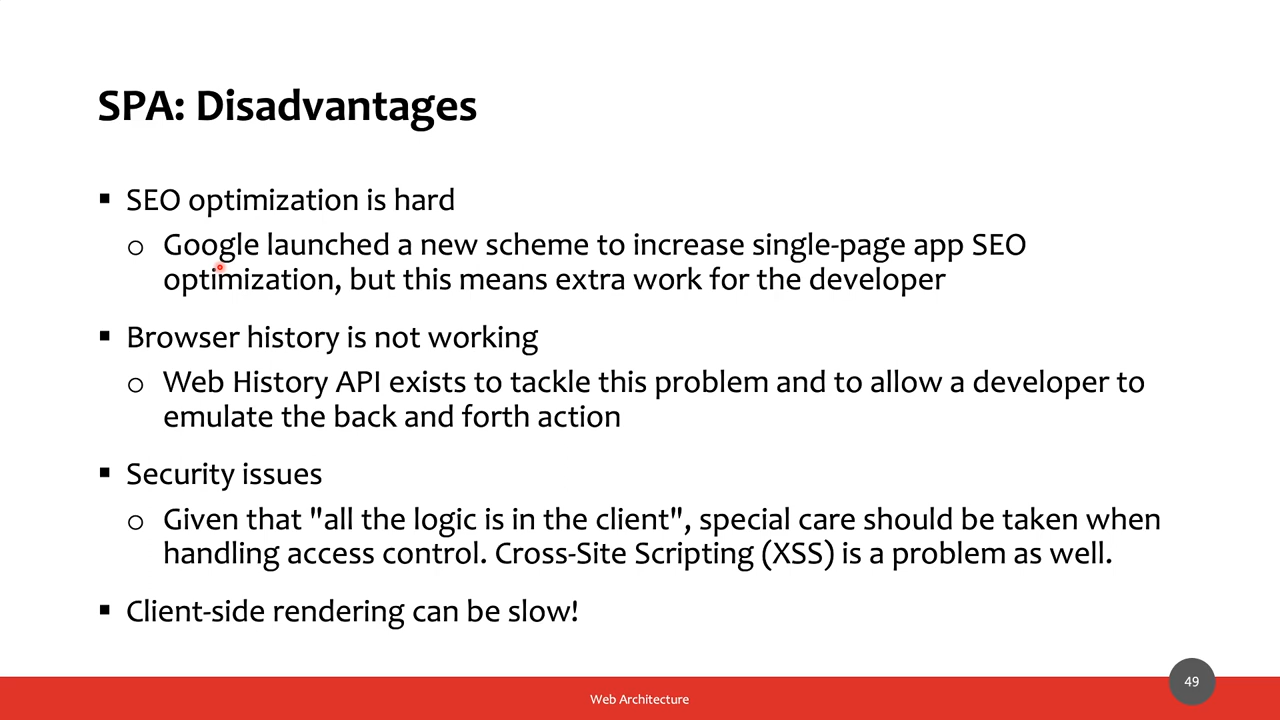 SPA: Disadvantages
▪ SEO optimization is hard
o Google launched a new scheme to increase single-page app SEO
optimization, but this means extra work for the developer
▪ Browser history is not working
o Web History API exists to tackle this problem and to allow a developer to
emulate the back and forth action
▪ Security issues
o Given that "all the logic is in the client", special care should be taken when
handling access control. Cross-Site Scripting (XSS) is a problem as well.
▪ Client-side rendering can be slow!
49
Web Architecture